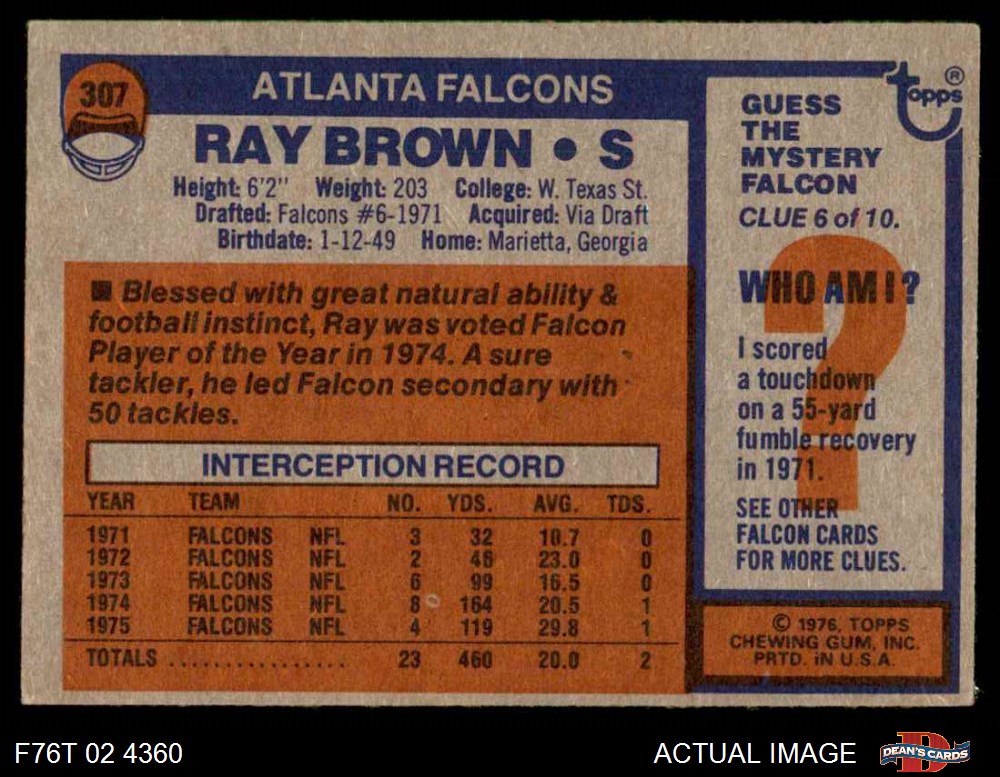 307
ATLANTA FALCONS
RAY BROWN • S
Height: 6'2" Weight: 203 College: W. Texas St.
Drafted: Falcons #6-1971 Acquired: Via Draft
Birthdate: 1-12-49 Home: Marietta, Georgia
■ Blessed with great natural ability &
football instinct, Ray was voted Falcon
Player of the Year in 1974. A sure
tackler, he led Falcon secondary with
50 tackles.
INTERCEPTION RECORD
YEAR TEAM NO. YDS. AVG. TDS.
1971 FALCONS NFL 3 32 10.7 0
1972 FALCONS NFL 2 46 23.0 0
1973 FALCONS NFL 6 99 16.5 0
1974 FALCONS NFL 8 164 20.5 1
1975 FALCONS NFL 4 119 29.8 1
TOTALS ................ 23 460 20.0 2
topps ®
GUESS
THE
MYSTERY
FALCON
CLUE 6 of 10.
?
WHO AM I?
I scored
a touchdown
on a 55-yard
fumble recovery
in 1971.
SEE OTHER
FALCON CARDS
FOR MORE CLUES.
© 1976, TOPPS
CHEWING GUM, INC.
PRTD. IN U.S.A.
F76T 02 4360
ACTUAL IMAGE
D
DEAN'S CARDS